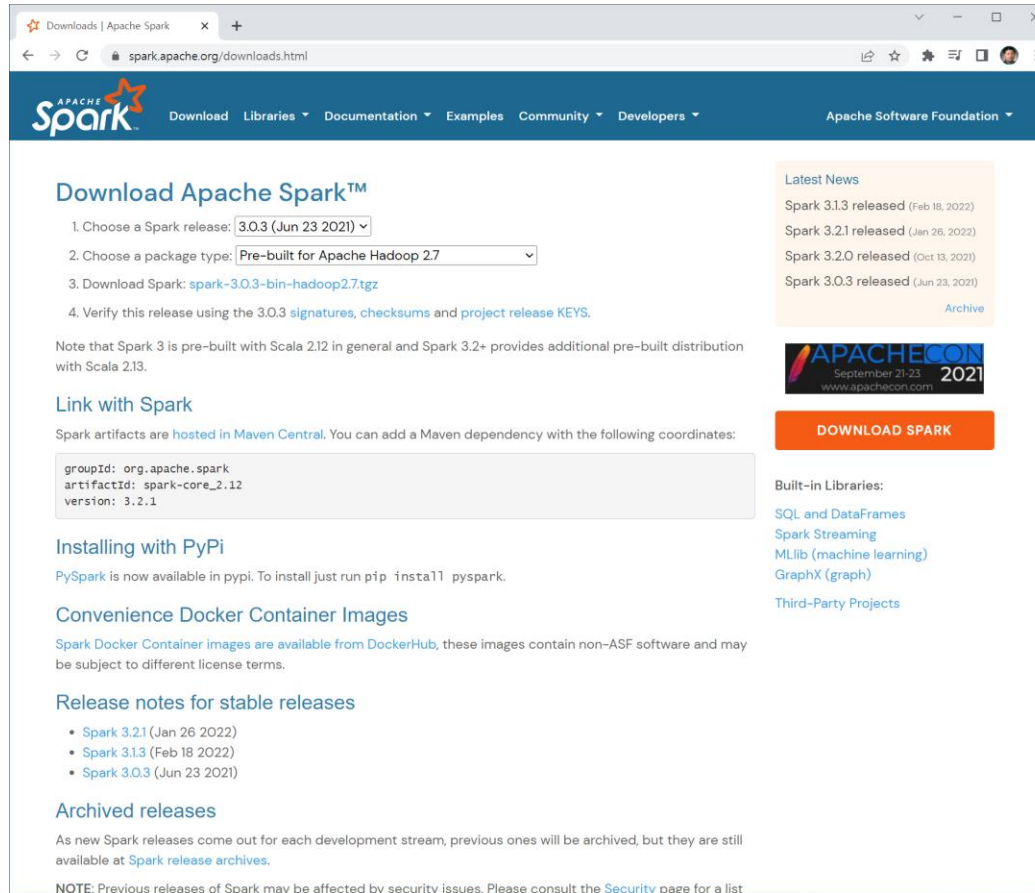 Downloads | Apache Spark
spark.apache.org/downloads.html
APACHE
Spark™
Download Libraries Documentation Examples Community Developers Apache Software Foundation
Download Apache Spark™
1. Choose a Spark release: 3.0.3 (Jun 23 2021)
2. Choose a package type: Pre-built for Apache Hadoop 2.7
3. Download Spark: spark-3.0.3-bin-hadoop2.7.tgz
4. Verify this release using the 3.0.3 signatures, checksums and project release KEYS.
Note that Spark 3 is pre-built with Scala 2.12 in general and Spark 3.2+ provides additional pre-built distribution
with Scala 2.13.
Link with Spark
Spark artifacts are hosted in Maven Central. You can add a Maven dependency with the following coordinates:
groupId: org.apache.spark
artifactId: spark-core_2.12
version: 3.2.1
Installing with PyPi
PySpark is now available in pypi. To install just run pip install pyspark.
Convenience Docker Container Images
Spark Docker Container images are available from DockerHub, these images contain non-ASF software and may
be subject to different license terms.
Release notes for stable releases
• Spark 3.2.1 (Jan 26 2022)
• Spark 3.1.3 (Feb 18 2022)
• Spark 3.0.3 (Jun 23 2021)
Archived releases
As new Spark releases come out for each development stream, previous ones will be archived, but they are still
available at Spark release archives.
NOTE: Previous releases of Spark may be affected by security issues. Please consult the Security page for a list
Latest News
Spark 3.1.3 released (Feb 18, 2022)
Spark 3.2.1 released (Jan 26, 2022)
Spark 3.2.0 released (Oct 13, 2021)
Spark 3.0.3 released (Jun 23, 2021)
Archive
APACHECON
September 21-23 2021
www.apachecon.com
DOWNLOAD SPARK
Built-in Libraries:
SQL and DataFrames
Spark Streaming
MLlib (machine learning)
GraphX (graph)
Third-Party Projects